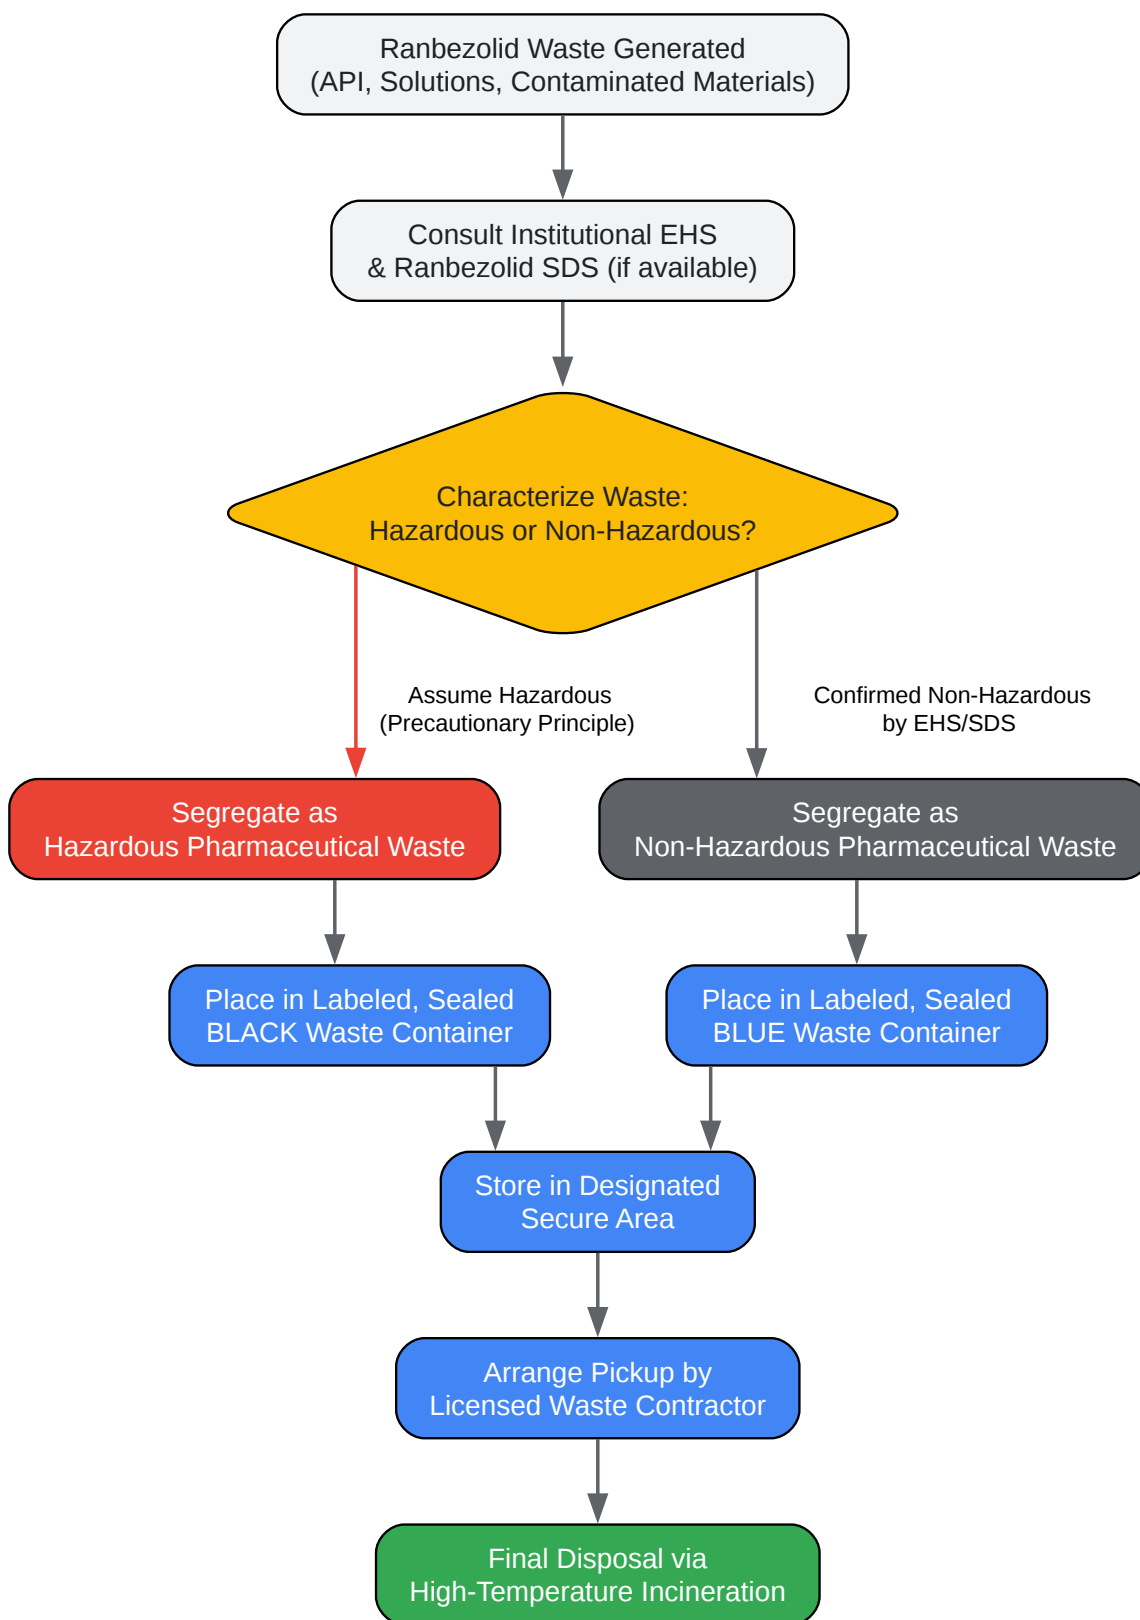 Ranbezolid Waste Generated
(API, Solutions, Contaminated Materials)
Consult Institutional EHS
& Ranbezolid SDS (if available)
Characterize Waste:
Hazardous or Non-Hazardous?
Assume Hazardous
(Precautionary Principle)
Confirmed Non-Hazardous
by EHS/SDS
Segregate as
Hazardous Pharmaceutical Waste
Segregate as
Non-Hazardous Pharmaceutical Waste
Place in Labeled, Sealed
BLACK Waste Container
Place in Labeled, Sealed
BLUE Waste Container
Store in Designated
Secure Area
Arrange Pickup by
Licensed Waste Contractor
Final Disposal via
High-Temperature Incineration